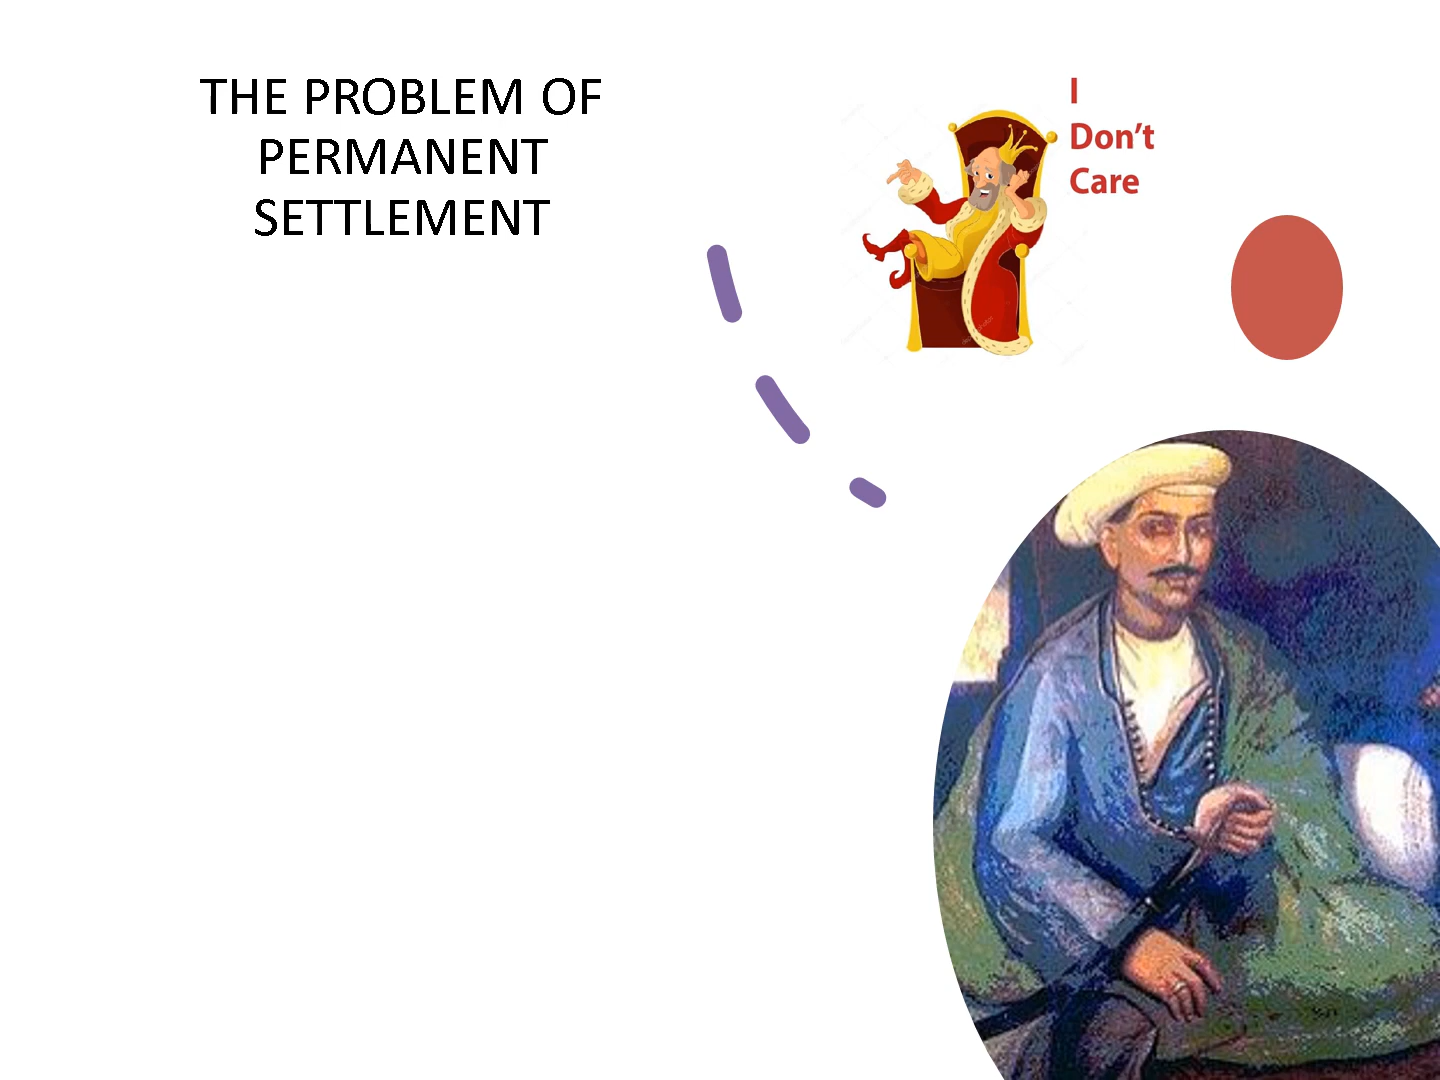 THE PROBLEM OF
PERMANENT
SETTLEMENT
I
Don’t
Care